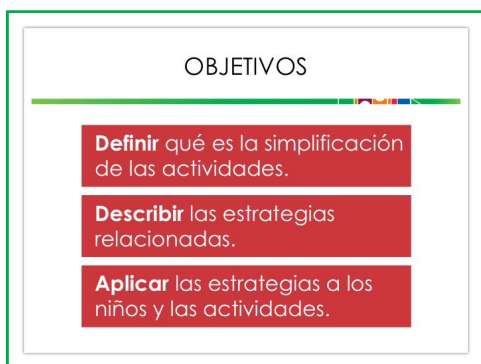 OBJETIVOS
Definir qué es la simplificación
de las actividades.
Describir las estrategias
relacionadas.
Aplicar las estrategias a los
niños y las actividades.